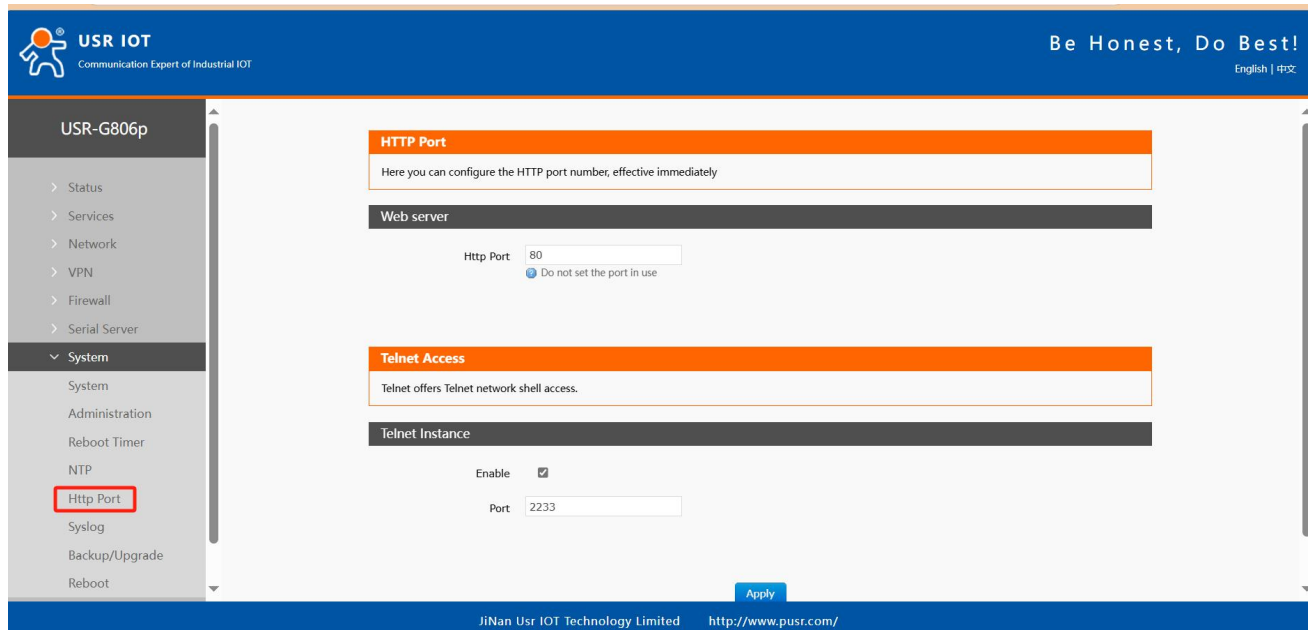 USR IOT
Communication Expert of Industrial IOT
Be Honest, Do Best!
English | 中文
USR-G806p
Status
Services
Network
VPN
Firewall
Serial Server
System
System
Administration
Reboot Timer
NTP
Http Port
Syslog
Backup/Upgrade
Reboot
HTTP Port
Here you can configure the HTTP port number, effective immediately
Web server
Http Port 80
Do not set the port in use
Telnet Access
Telnet offers Telnet network shell access.
Telnet Instance
Enable
Port 2233
Apply
JiNan Usr IOT Technology Limited http://www.pusr.com/